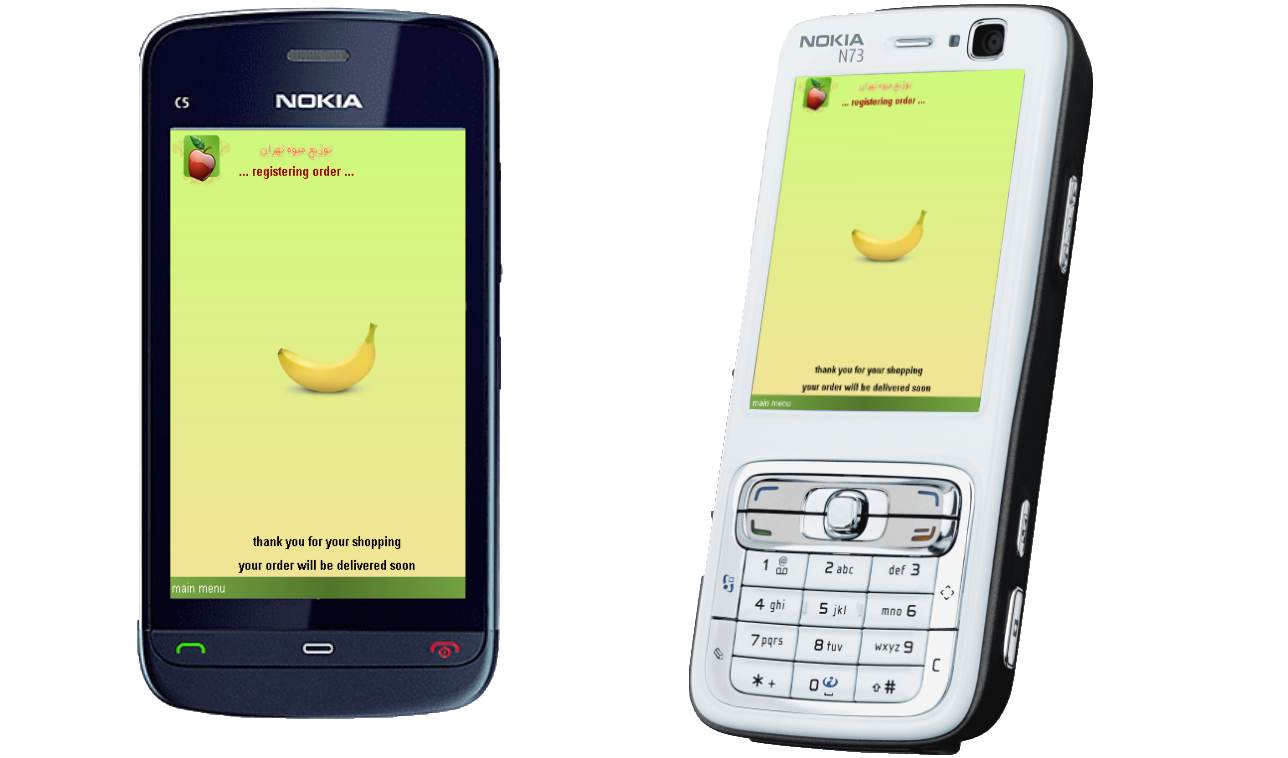 C5
NOKIA
توزیع میوه تهران
... registering order ...
thank you for your shopping
your order will be delivered soon
main menu
NOKIA
N73
توزیع میوه تهران
... registering order ...
thank you for your shopping
your order will be delivered soon
main menu
1 @
2 abc
def 3
4 ghi
5 jkl
mno 6
7 pqrs
8 tuv
wxyz 9
C
* +
0
#